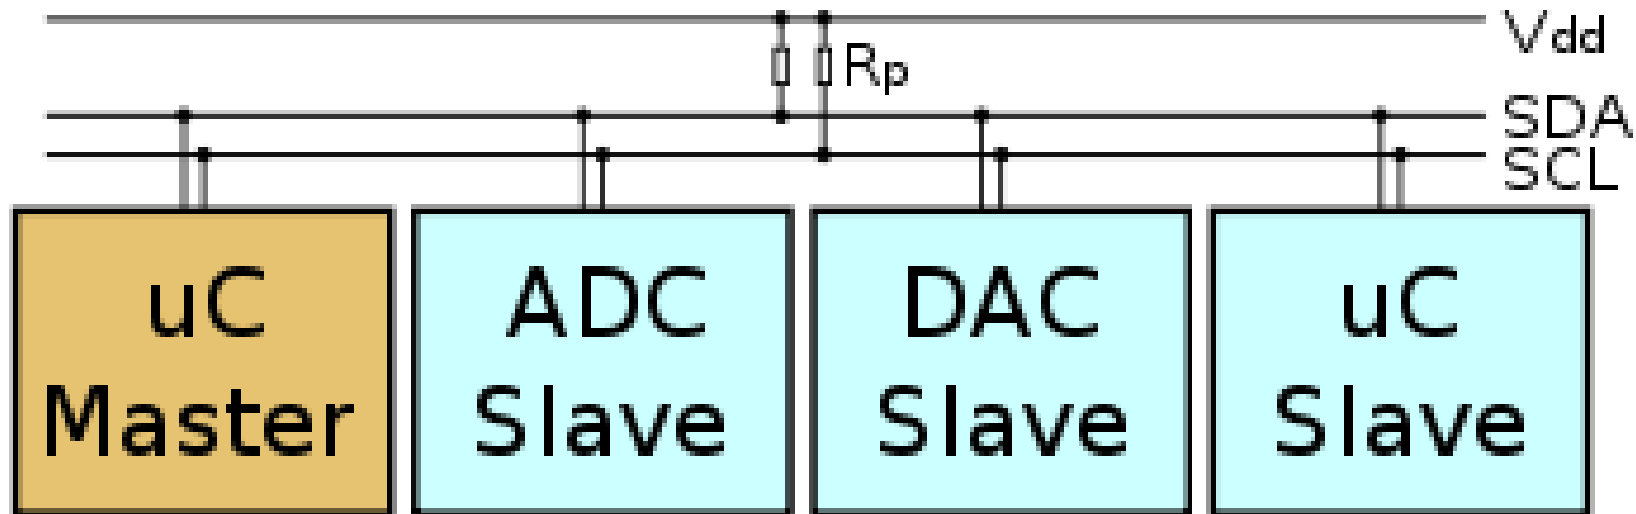 Vdd
Rp
SDA
SCL
uC
Master
ADC
Slave
DAC
Slave
uC
Slave